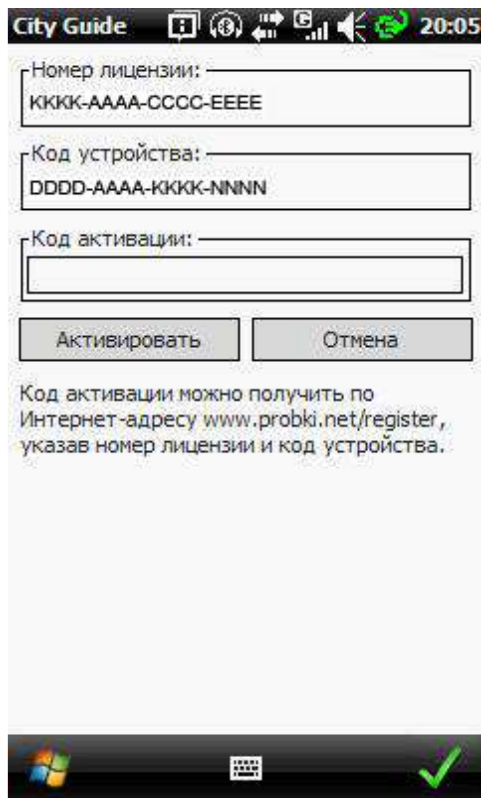 City Guide 20:05
Номер лицензии:
KKKK-AAAA-CCCC-EEEE
Код устройства:
DDDD-AAAA-KKKK-NNNN
Код активации:
Активировать Отмена
Код активации можно получить по
Интернет-адресу www.probki.net/register,
указав номер лицензии и код устройства.